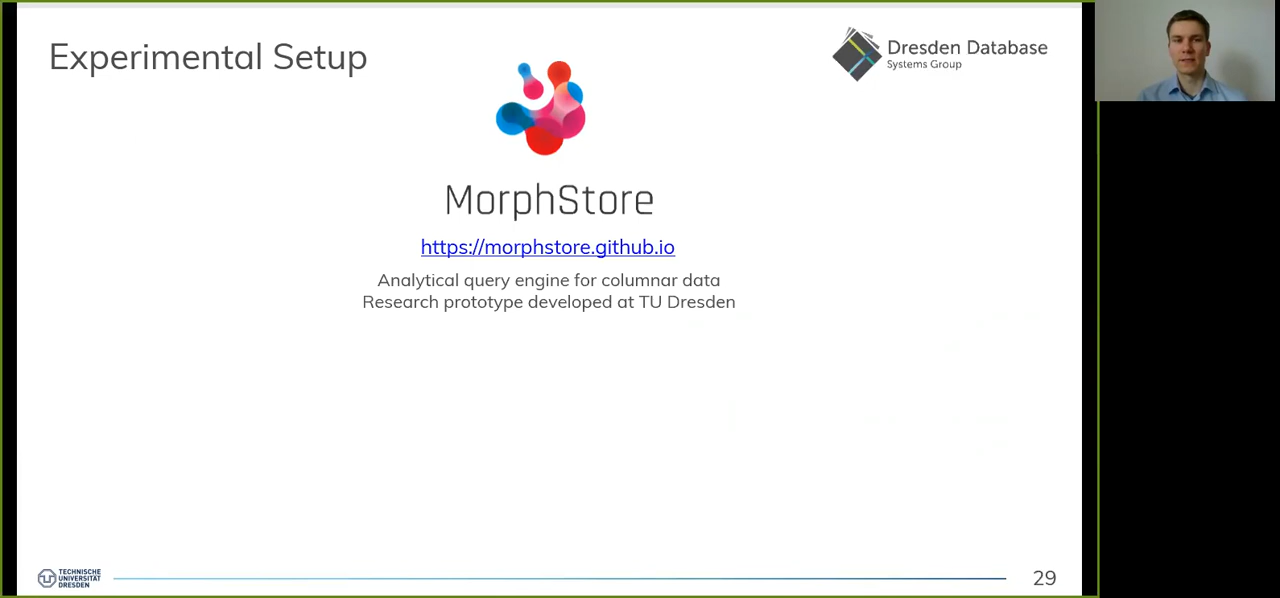 Experimental Setup
Dresden Database
Systems Group
MorphStore
https://morphstore.github.io
Analytical query engine for columnar data
Research prototype developed at TU Dresden
TECHNISCHE
UNIVERSITÄT
DRESDEN
29